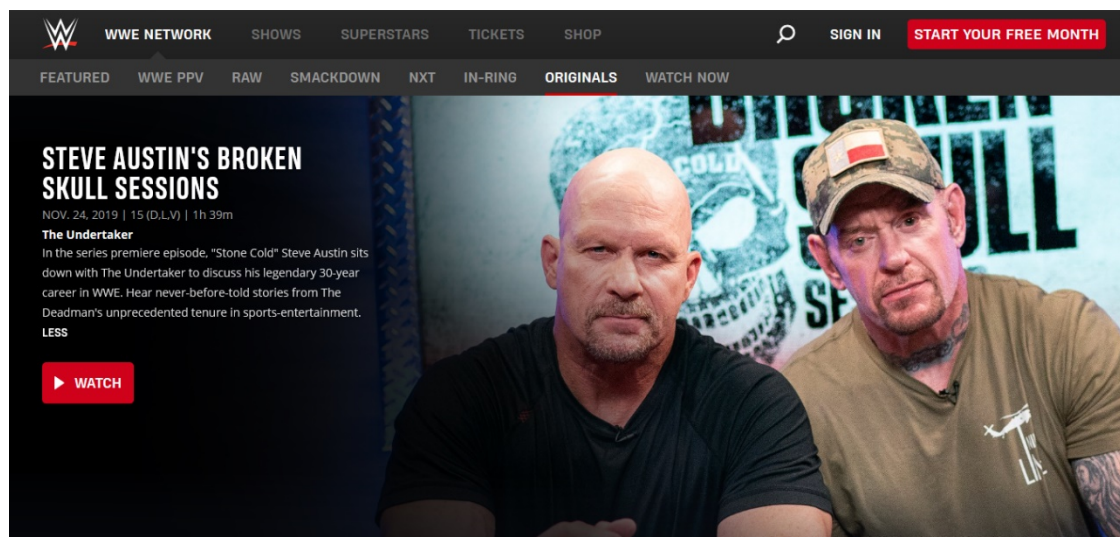 WWE NETWORK SHOWS SUPERSTARS TICKETS SHOP SIGN IN START YOUR FREE MONTH
FEATURED WWE PPV RAW SMACKDOWN NXT IN-RING ORIGINALS WATCH NOW
STEVE AUSTIN'S BROKEN
SKULL SESSIONS
NOV. 24, 2019 | 15 (D,L,V) | 1h 39m
The Undertaker
In the series premiere episode, "Stone Cold" Steve Austin sits
down with The Undertaker to discuss his legendary 30-year
career in WWE. Hear never-before-told stories from The
Deadman's unprecedented tenure in sports-entertainment.
LESS
WATCH
BROKEN
COLD
SKULL